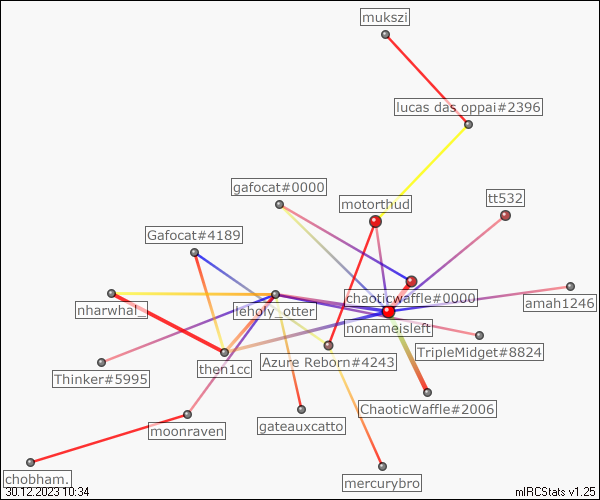 mukszi
lucas das oppai#2396
gafocat#0000
tt532
motorthud
Gafocat#4189
chaoticwaffle#0000
amah1246
nharwhal_
leholy_otter
nonameisleft
TripleMidget#8824
Azure Reborn#4243
then1cc
Thinker#5995
ChaoticWaffle#2006
gateauxcatto
moonraven
chobham.
mercurybro
30.12.2023 10:34
mIRCStats v1.25